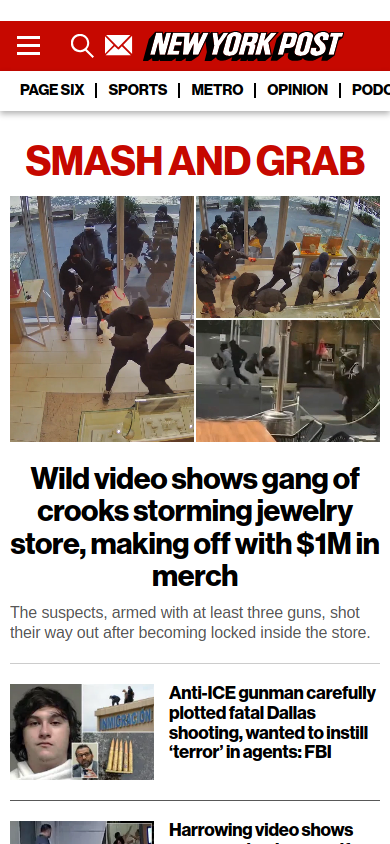 NEW YORK POST
PAGE SIX
SPORTS
METRO
OPINION
PODC
SMASH AND GRAB
Wild video shows gang of
crooks storming jewelry
store, making off with $1M in
merch
The suspects, armed with at least three guns, shot
their way out after becoming locked inside the store.
Anti-ICE gunman carefully
plotted fatal Dallas
shooting, wanted to instill
‘terror’ in agents: FBI
Harrowing video shows